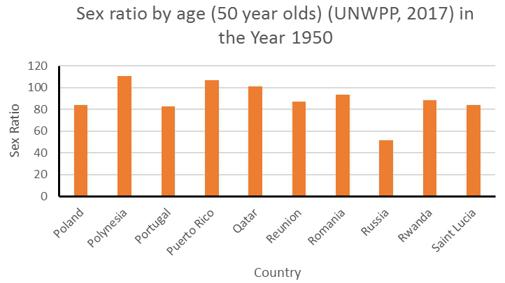 Sex ratio by age (50 year olds) (UNWPP, 2017) in
the Year 1950
120
100
80
60
40
20
0
Sex Ratio
Poland
Polynesia
Portugal
Puerto Rico
Qatar
Reunion
Romania
Russia
Rwanda
Saint Lucia
Country